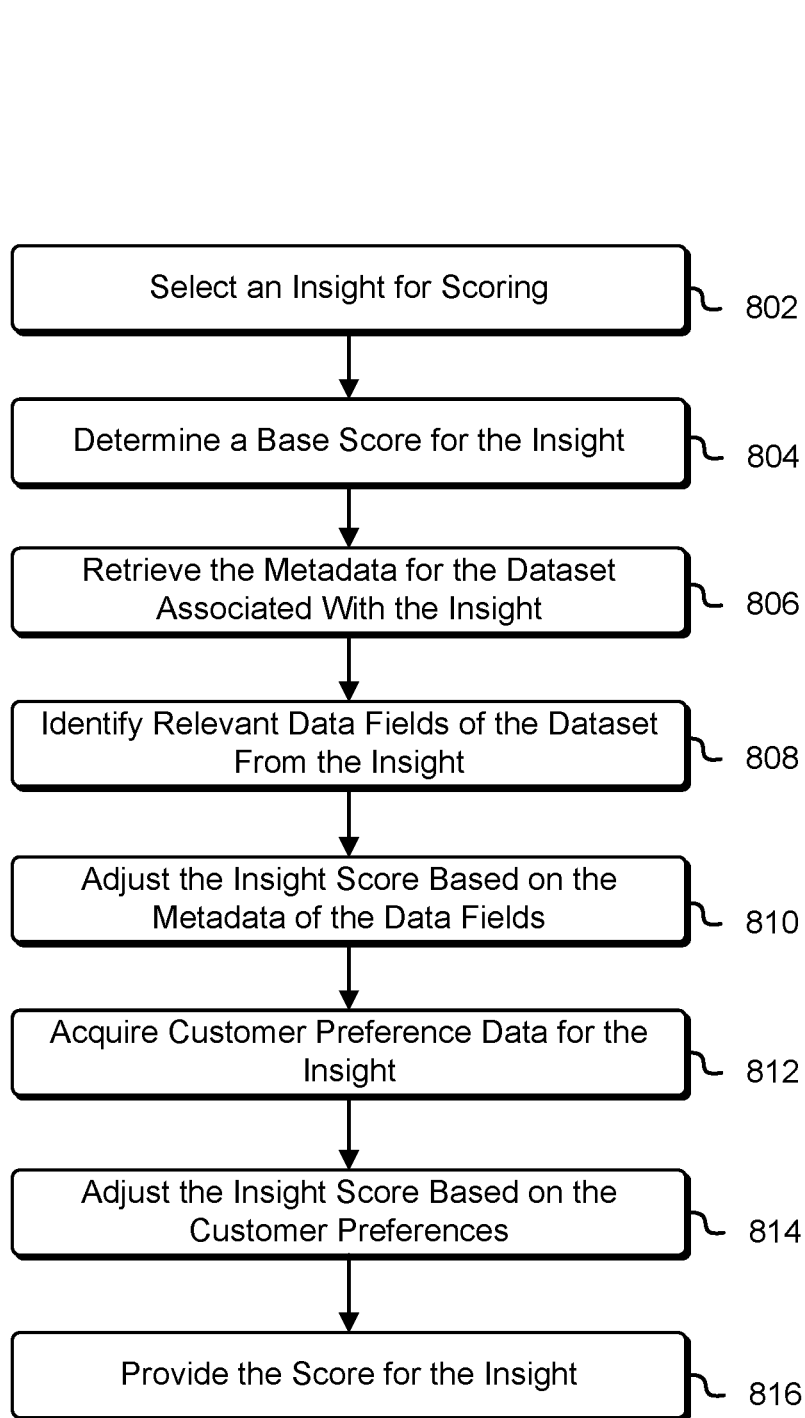 Select an Insight for Scoring
802
Determine a Base Score for the Insight
804
Retrieve the Metadata for the Dataset
Associated With the Insight
806
Identify Relevant Data Fields of the Dataset
From the Insight
808
Adjust the Insight Score Based on the
Metadata of the Data Fields
810
Acquire Customer Preference Data for the
Insight
812
Adjust the Insight Score Based on the
Customer Preferences
814
Provide the Score for the Insight
816